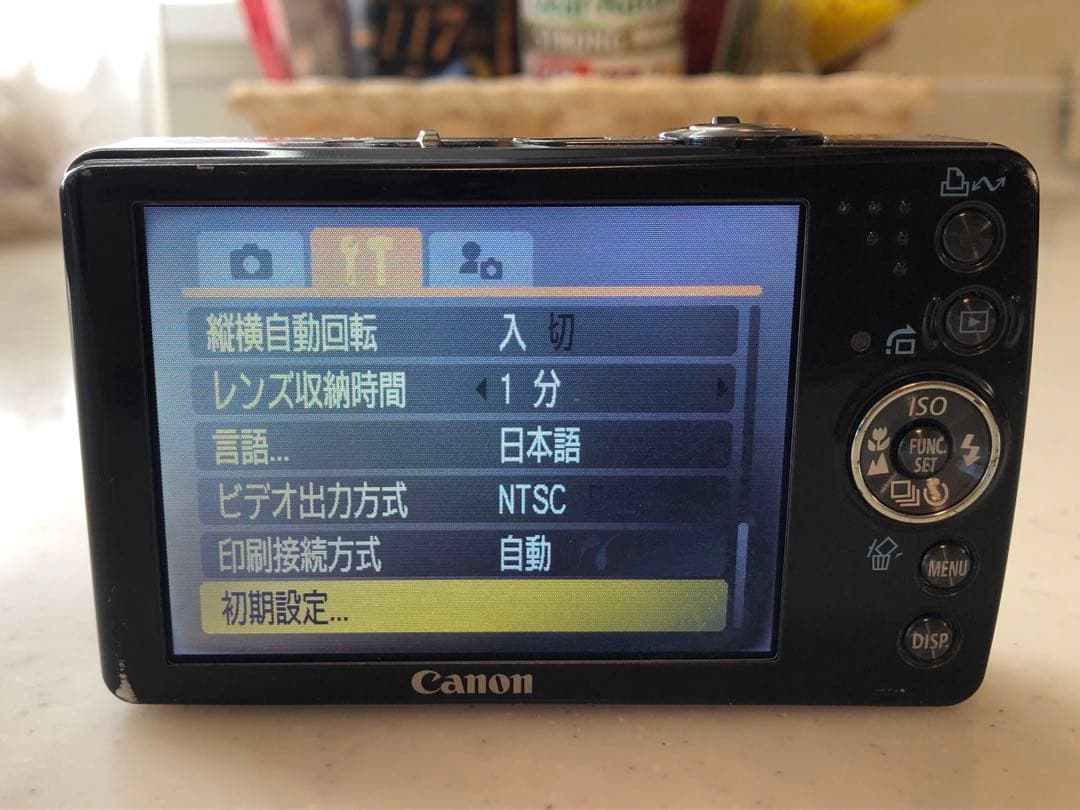 117
STRONG
縦横自動回転 入 切
レンズ収納時間 1 分
言語... 日本語
ビデオ出力方式 NTSC
印刷接続方式 自動
初期設定...
Canon
ISO
FUNC.
SET
MENU
DISP.